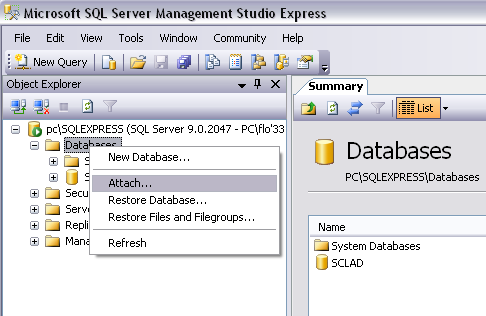 Microsoft SQL Server Management Studio Express
File Edit View Tools Window Community Help
New Query
Object Explorer
Summary
List
pc\SQLEXPRESS (SQL Server 9.0.2047 - PC\flo'33
Databases
New Database...
Attach...
Restore Database...
Restore Files and Filegroups...
Refresh
S
S
Secu
Serve
Repli
Mana
Databases
PC\SQLEXPRESS\Databases
Name
System Databases
SCLAD